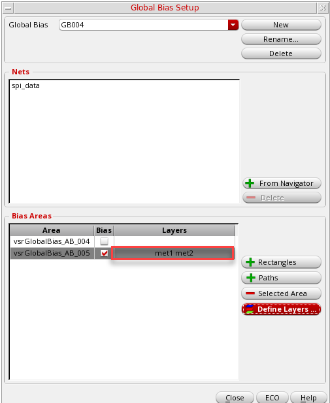 Global Bias Setup
Global Bias GB004 New
Rename...
Delete
Nets
spi_data
From Navigator
Delete
Bias Areas
Area Bias Layers
vsrGlobalBias_AB_004
vsrGlobalBias_AB_005 met1 met2
Rectangles
Paths
Selected Area
Define Layers ...
Close ECO Help